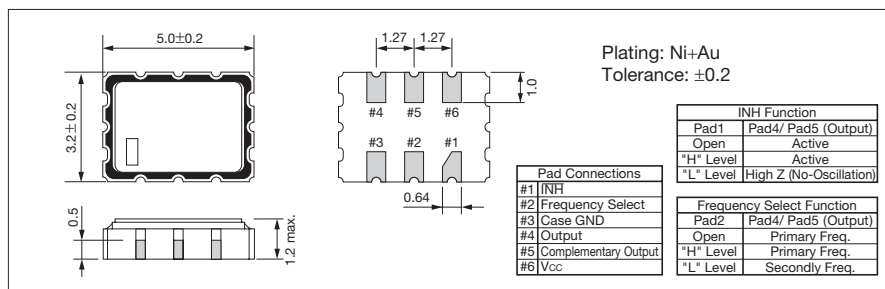 5.0±0.2
3.2±0.2
0.5
1.2 max.
1.27 1.27
1.0
#4 #5 #6
#3 #2 #1
0.64
Plating: Ni+Au
Tolerance: ±0.2
Pad Connections
#1 INH
#2 Frequency Select
#3 Case GND
#4 Output
#5 Complementary Output
#6 Vcc
INH Function
Pad1 Pad4/ Pad5 (Output)
Open Active
"H" Level Active
"L" Level High Z (No-Oscillation)
Frequency Select Function
Pad2 Pad4/ Pad5 (Output)
Open Primary Freq.
"H" Level Primary Freq.
"L" Level Secondly Freq.